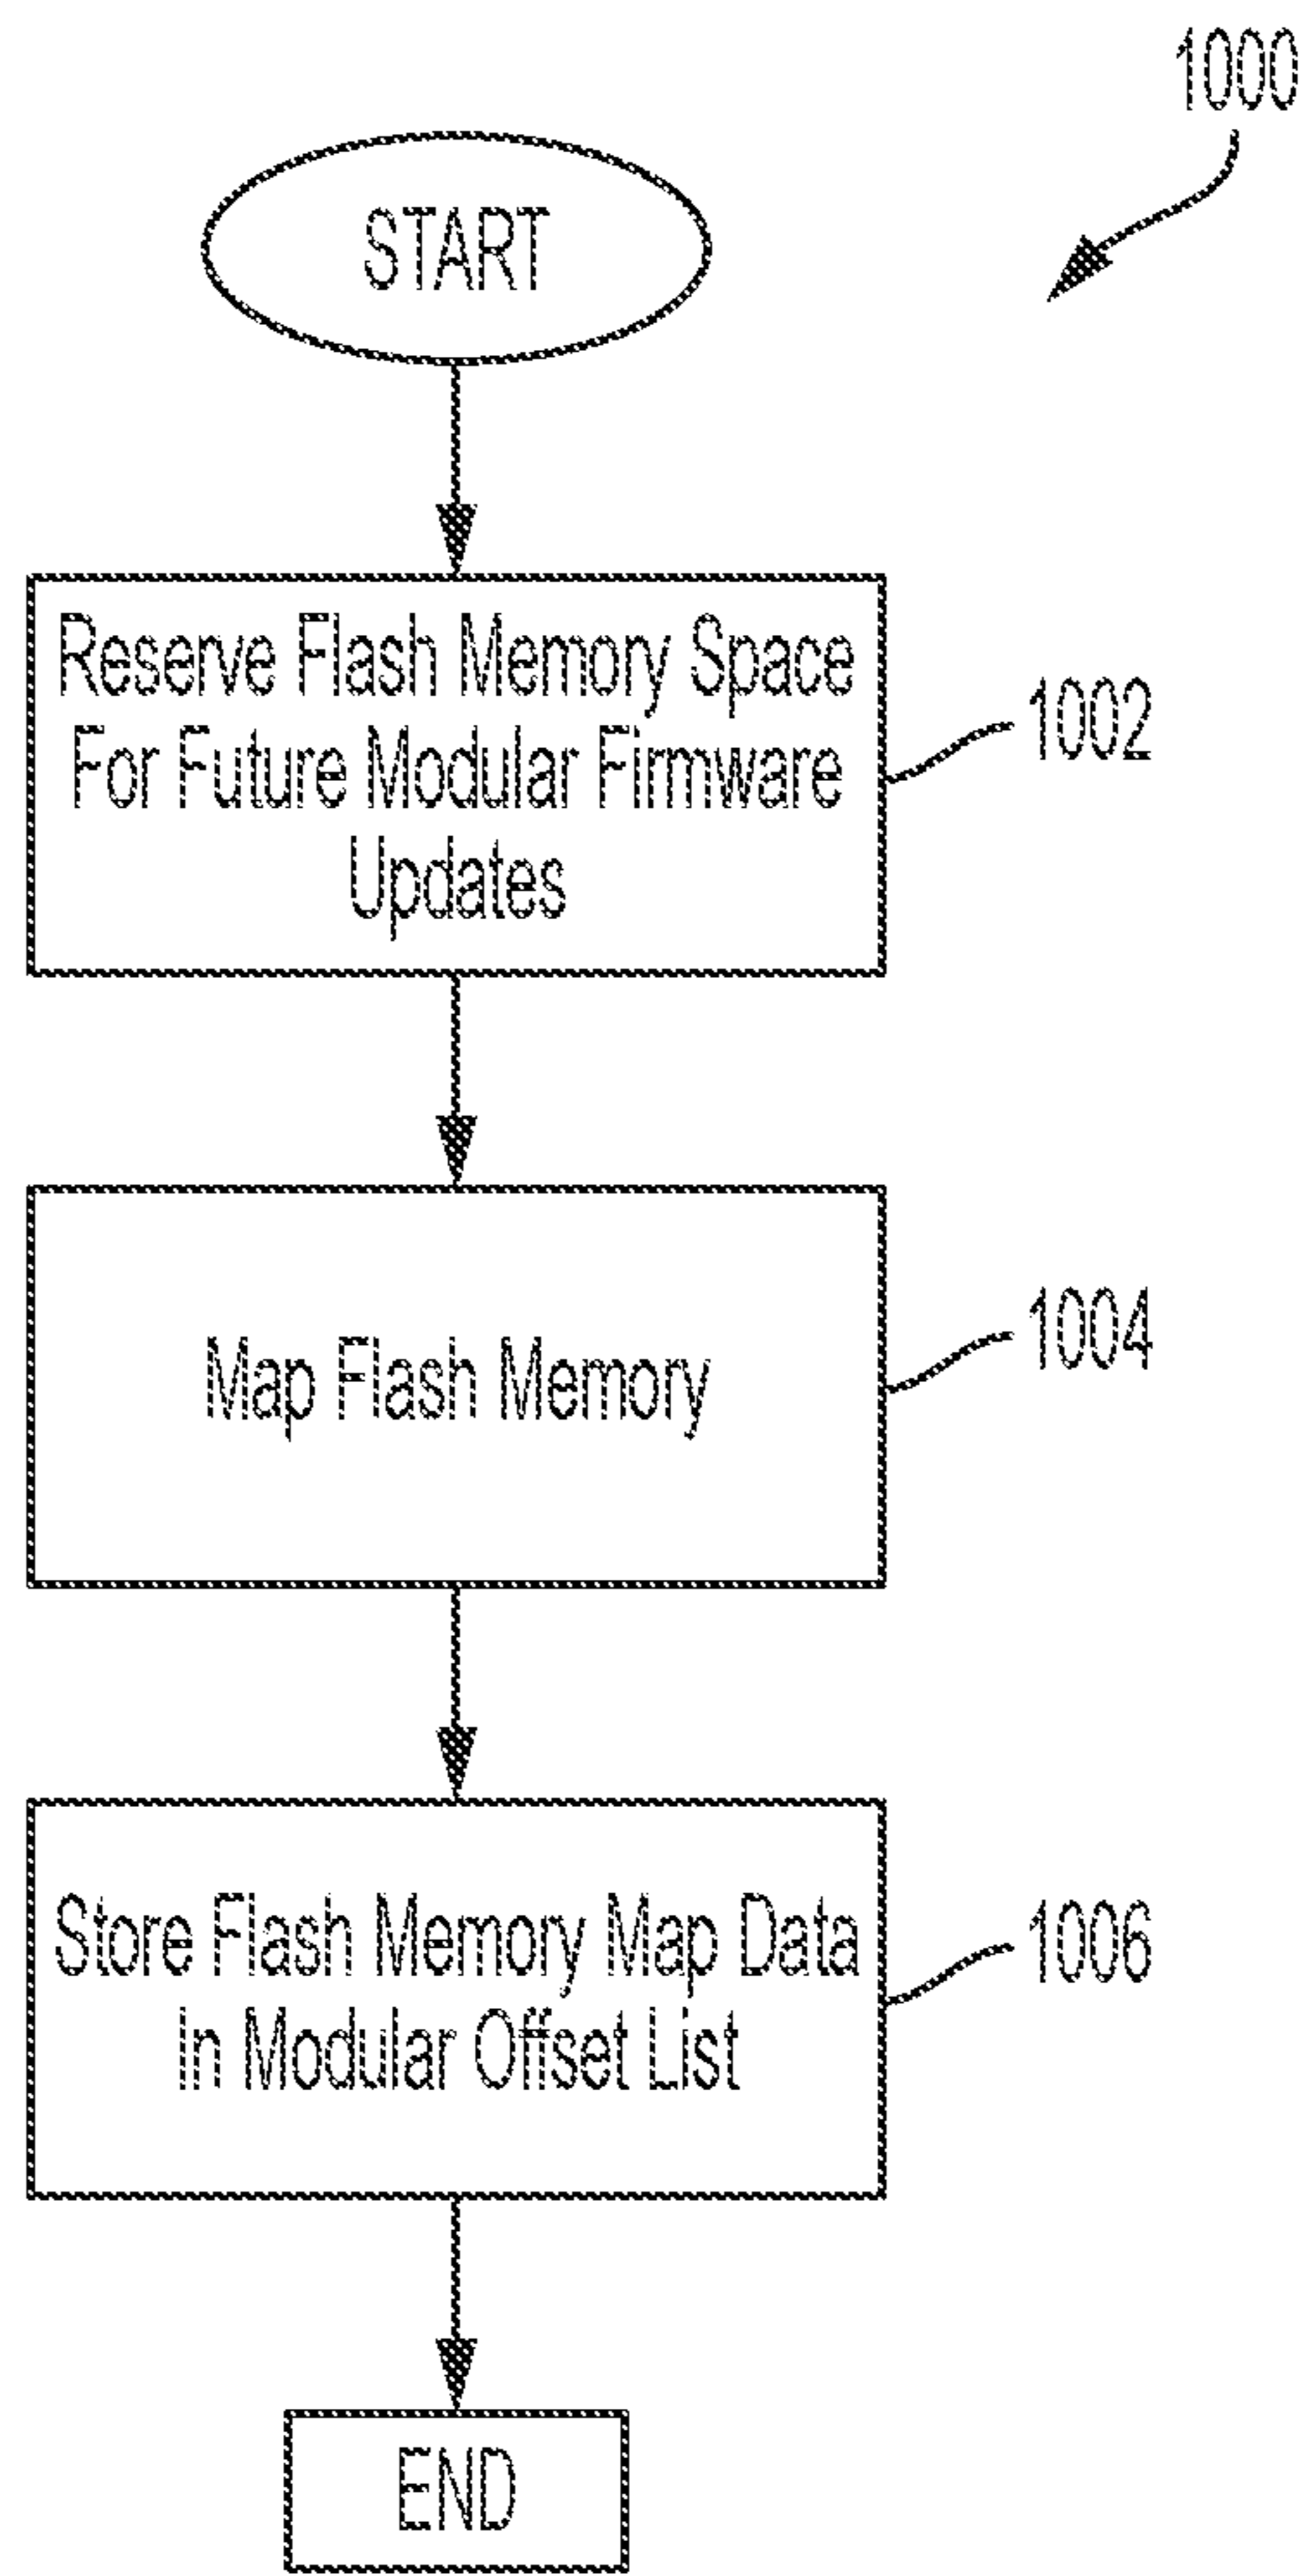 1000
START
Reserve Flash Memory Space
For Future Modular Firmware
Updates
1002
Map Flash Memory
1004
Store Flash Memory Map Data
In Modular Offset List
1006
END